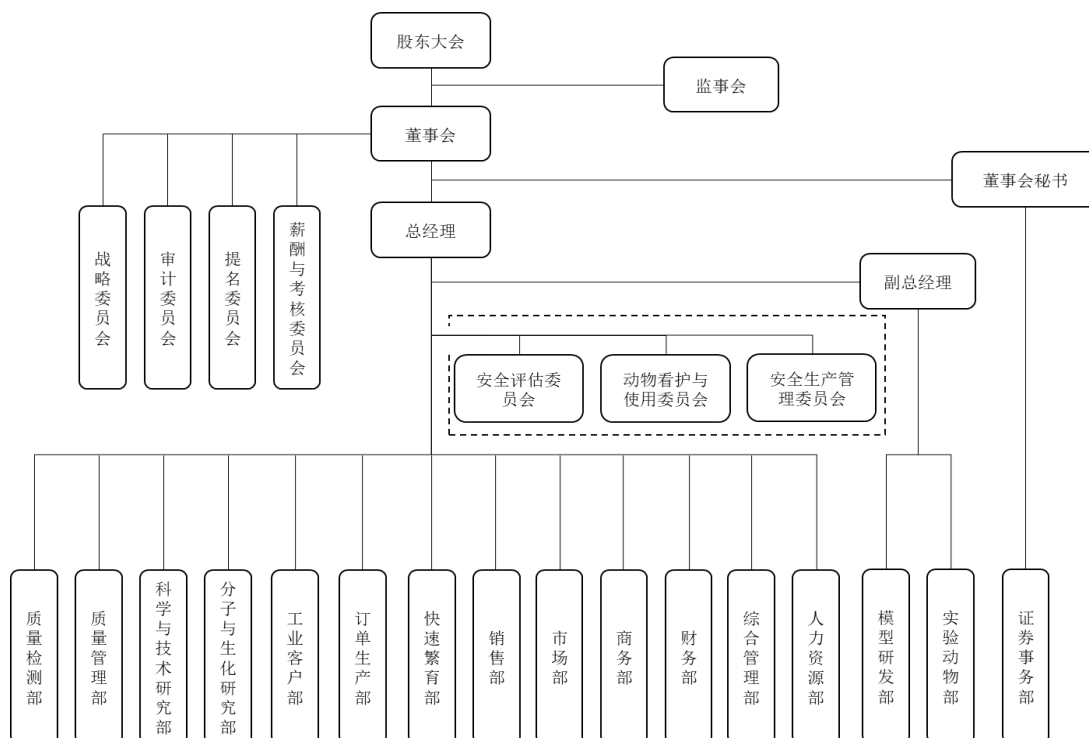 股东大会
监事会
董事会
董事会秘书
总经理
战略委员会
审计委员会
提名委员会
薪酬与考核委员会
副总经理
安全评估委
员会
动物看护与
使用委员会
安全生产管
理委员会
质量检测部
质量管理部
科学与技术研究部
分子与生化研究部
工业客户部
订单生产部
快速繁育部
销售部
市场部
商务部
财务部
综合管理部
人力资源部
模型研发部
实验动物部
证券事务部